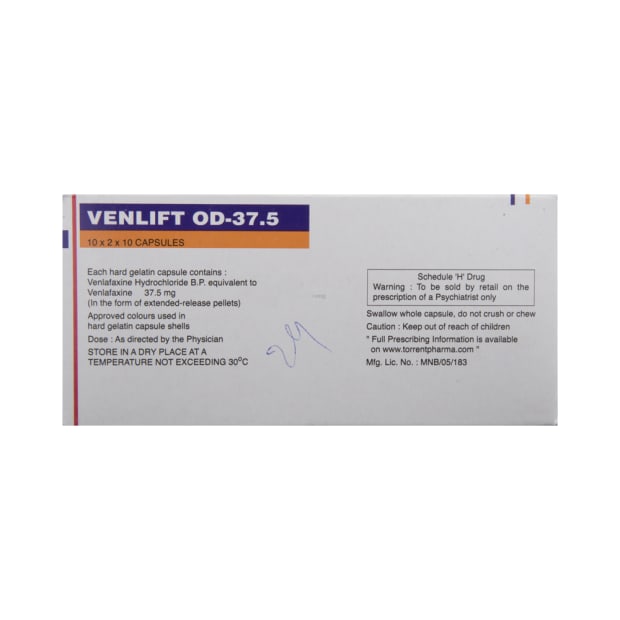 VENLIFT OD-37.5
10 x 2 x 10 CAPSULES
Each hard gelatin capsule contains :
Venlafaxine Hydrochloride B.P. equivalent to
Venlafaxine 37.5 mg
(In the form of extended-release pellets)
Approved colours used in
hard gelatin capsule shells
Dose : As directed by the Physician
STORE IN A DRY PLACE AT A
TEMPERATURE NOT EXCEEDING 30°C
Schedule 'H' Drug
Warning : To be sold by retail on the
prescription of a Psychiatrist only
Swallow whole capsule, do not crush or chew
Caution : Keep out of reach of children
" Full Prescribing Information is available
on www.torrentpharma.com "
Mfg. Lic. No. : MNB/05/183